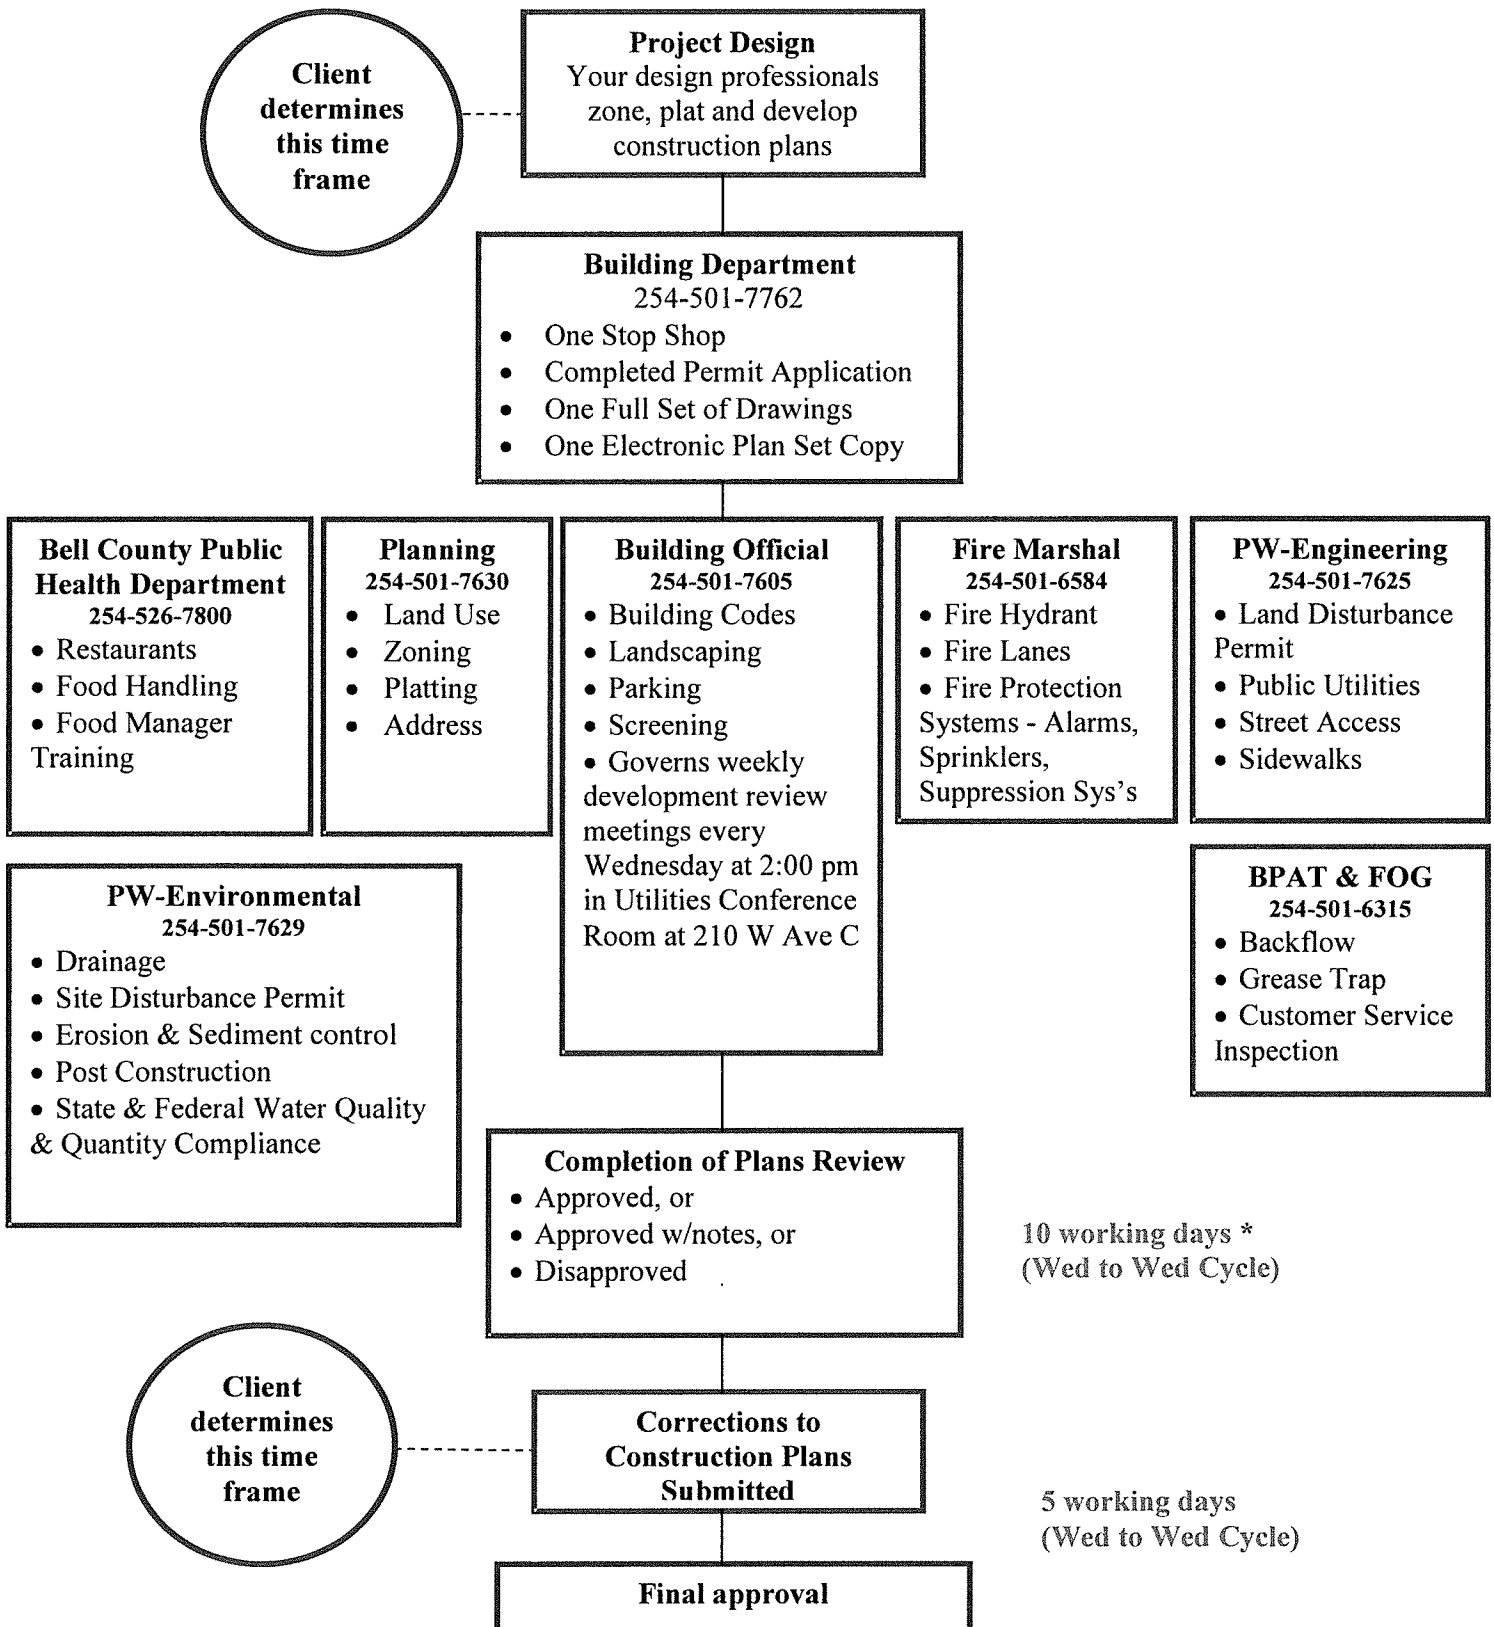 Client
determines
this time
frame
Project Design
Your design professionals
zone, plat and develop
construction plans
Building Department
254-501-7762
• One Stop Shop
• Completed Permit Application
• One Full Set of Drawings
• One Electronic Plan Set Copy
Bell County Public
Health Department
254-526-7800
• Restaurants
• Food Handling
• Food Manager
Training
Planning
254-501-7630
• Land Use
• Zoning
• Platting
• Address
Building Official
254-501-7605
• Building Codes
• Landscaping
• Parking
• Screening
• Governs weekly
development review
meetings every
Wednesday at 2:00 pm
in Utilities Conference
Room at 210 W Ave C
Fire Marshal
254-501-6584
• Fire Hydrant
• Fire Lanes
• Fire Protection
Systems - Alarms,
Sprinklers,
Suppression Sys's
PW-Engineering
254-501-7625
• Land Disturbance
Permit
• Public Utilities
• Street Access
• Sidewalks
PW-Environmental
254-501-7629
• Drainage
• Site Disturbance Permit
• Erosion & Sediment control
• Post Construction
• State & Federal Water Quality
& Quantity Compliance
BPAT & FOG
254-501-6315
• Backflow
• Grease Trap
• Customer Service
Inspection
Completion of Plans Review
• Approved, or
• Approved w/notes, or
• Disapproved
10 working days *
(Wed to Wed Cycle)
Client
determines
this time
frame
Corrections to
Construction Plans
Submitted
5 working days
(Wed to Wed Cycle)
Final approval